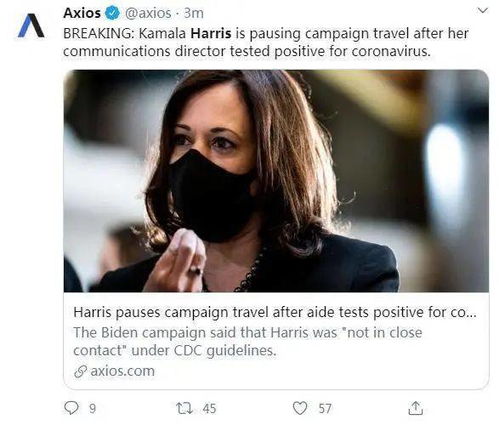 Axios @axios · 3m
BREAKING: Kamala Harris is pausing campaign travel after her
communications director tested positive for coronavirus.
Harris pauses campaign travel after aide tests positive for co...
The Biden campaign said that Harris was "not in close
contact" under CDC guidelines.
axios.com
9 45 57